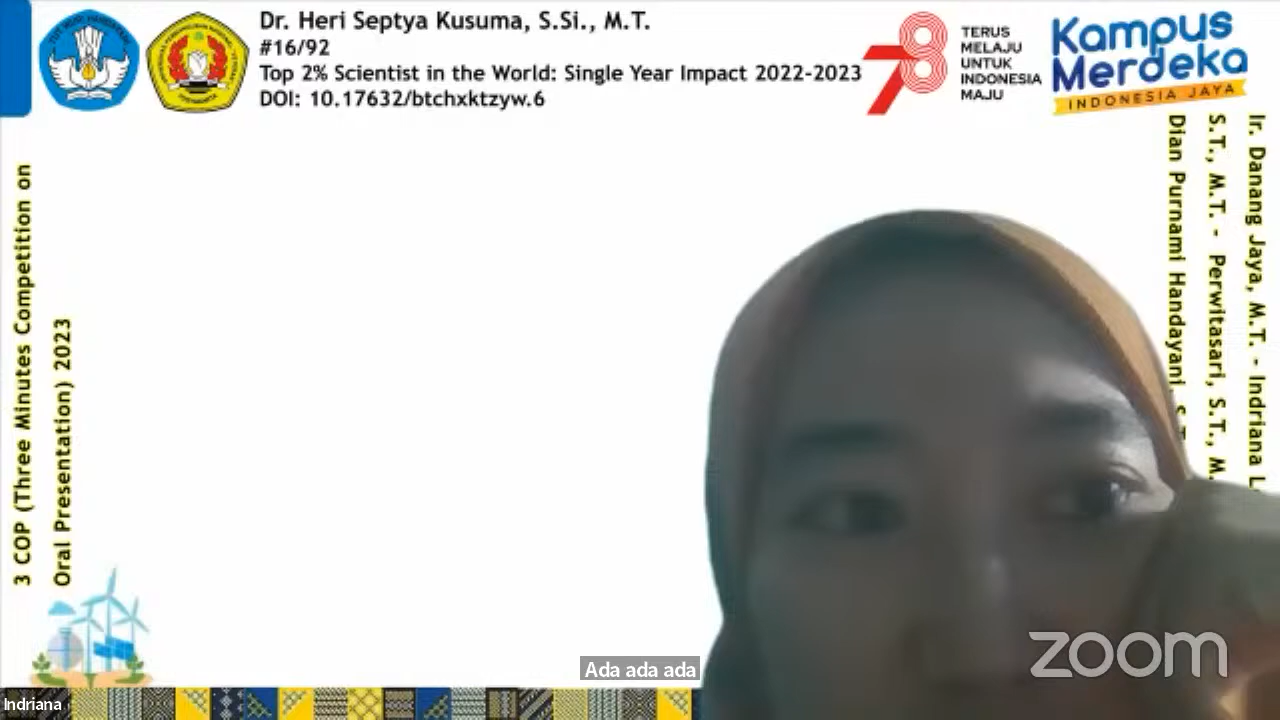 Dr. Heri Septya Kusuma, S.Si., M.T.
#16/92
Top 2% Scientist in the World: Single Year Impact 2022-2023
DOI: 10.17632/btchxktzyw.6
78
TERUS
MELAJU
UNTUK
INDONESIA
MAJU
Kampus
Merdeka
INDONESIA JAYA
3 COP (Three Minutes Competition on
Oral Presentation) 2023
Ir. Danang Jaya, M.T. - Indriana
S.T., M.T. - Perwitasari, S.T., M.
Dian Purnami Handayani, S.T
zoom
Ada ada ada
Indriana